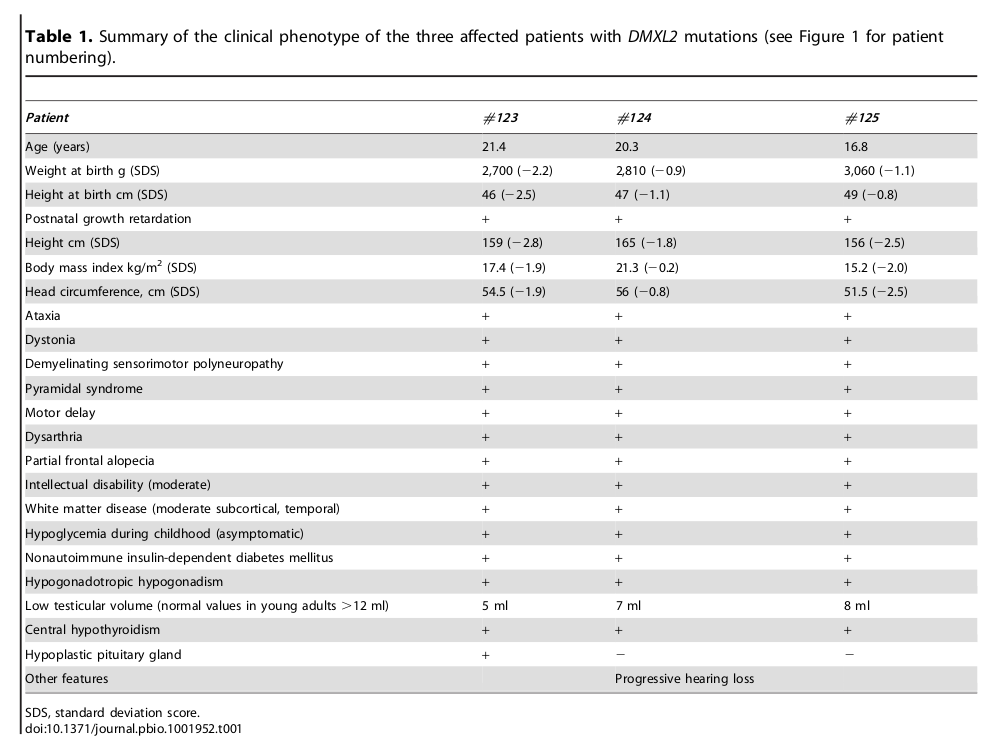 Table 1. Summary of the clinical phenotype of the three affected patients with DMXL2 mutations (see Figure 1 for patient
numbering).
Patient #123 #124 #125
Age (years) 21.4 20.3 16.8
Weight at birth g (SDS) 2,700 (−2.2) 2,810 (−0.9) 3,060 (−1.1)
Height at birth cm (SDS) 46 (−2.5) 47 (−1.1) 49 (−0.8)
Postnatal growth retardation + + +
Height cm (SDS) 159 (−2.8) 165 (−1.8) 156 (−2.5)
Body mass index kg/m² (SDS) 17.4 (−1.9) 21.3 (−0.2) 15.2 (−2.0)
Head circumference, cm (SDS) 54.5 (−1.9) 56 (−0.8) 51.5 (−2.5)
Ataxia + + +
Dystonia + + +
Demyelinating sensorimotor polyneuropathy + + +
Pyramidal syndrome + + +
Motor delay + + +
Dysarthria + + +
Partial frontal alopecia + + +
Intellectual disability (moderate) + + +
White matter disease (moderate subcortical, temporal) + + +
Hypoglycemia during childhood (asymptomatic) + + +
Nonautoimmune insulin-dependent diabetes mellitus + + +
Hypogonadotropic hypogonadism + + +
Low testicular volume (normal values in young adults >12 ml) 5 ml 7 ml 8 ml
Central hypothyroidism + + +
Hypoplastic pituitary gland + − −
Other features Progressive hearing loss
SDS, standard deviation score.
doi:10.1371/journal.pbio.1001952.t001